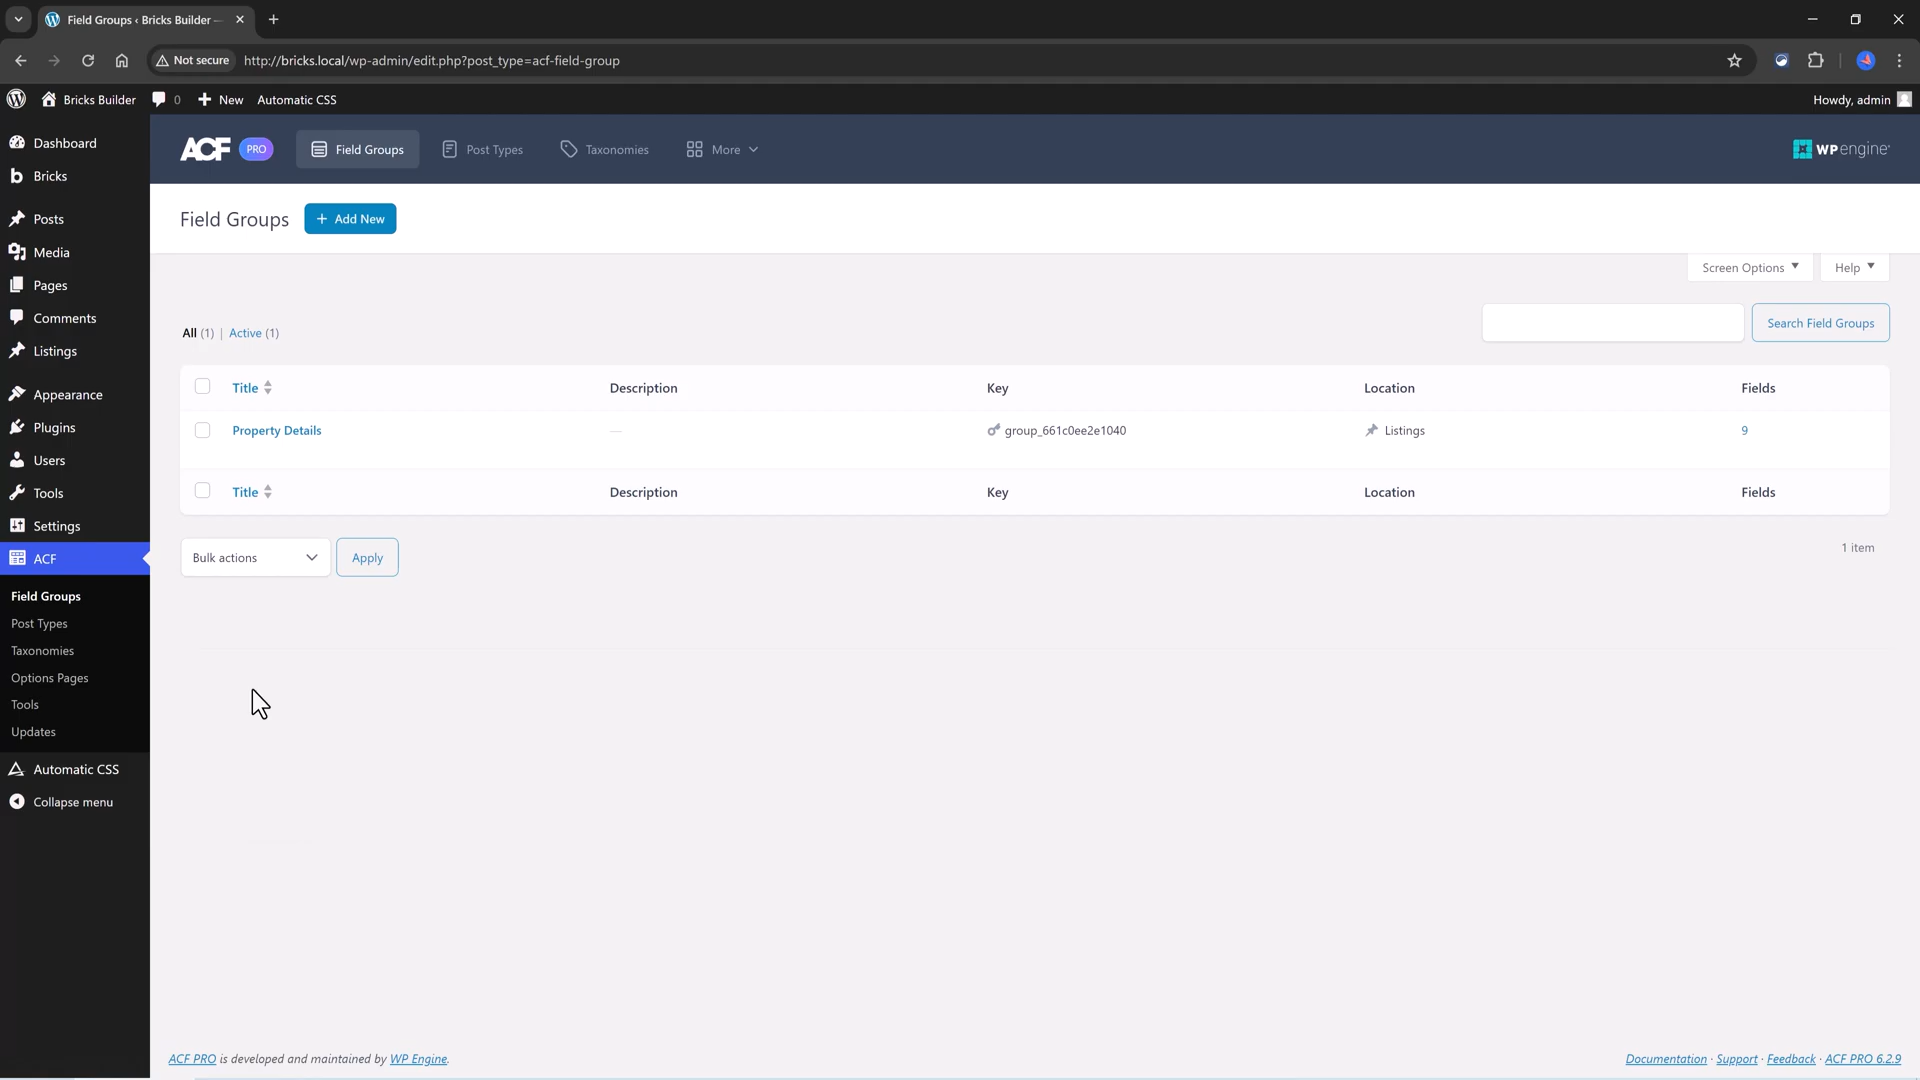 Field Groups ‹ Bricks Builder —
Not secure
http://bricks.local/wp-admin/edit.php?post_type=acf-field-group
Bricks Builder
0
New
Automatic CSS
Howdy, admin
Dashboard
Bricks
Posts
Media
Pages
Comments
Listings
Appearance
Plugins
Users
Tools
Settings
ACF
Field Groups
Post Types
Taxonomies
Options Pages
Tools
Updates
Automatic CSS
Collapse menu
ACF PRO
Field Groups
Post Types
Taxonomies
More
WP engine
Field Groups
+ Add New
Screen Options
Help
All (1) | Active (1)
Search Field Groups
Title Description Key Location Fields
Property Details — group_661c0ee2e1040 Listings 9
Title Description Key Location Fields
Bulk actions
Apply
1 item
ACF PRO is developed and maintained by WP Engine.
Documentation · Support · Feedback · ACF PRO 6.2.9